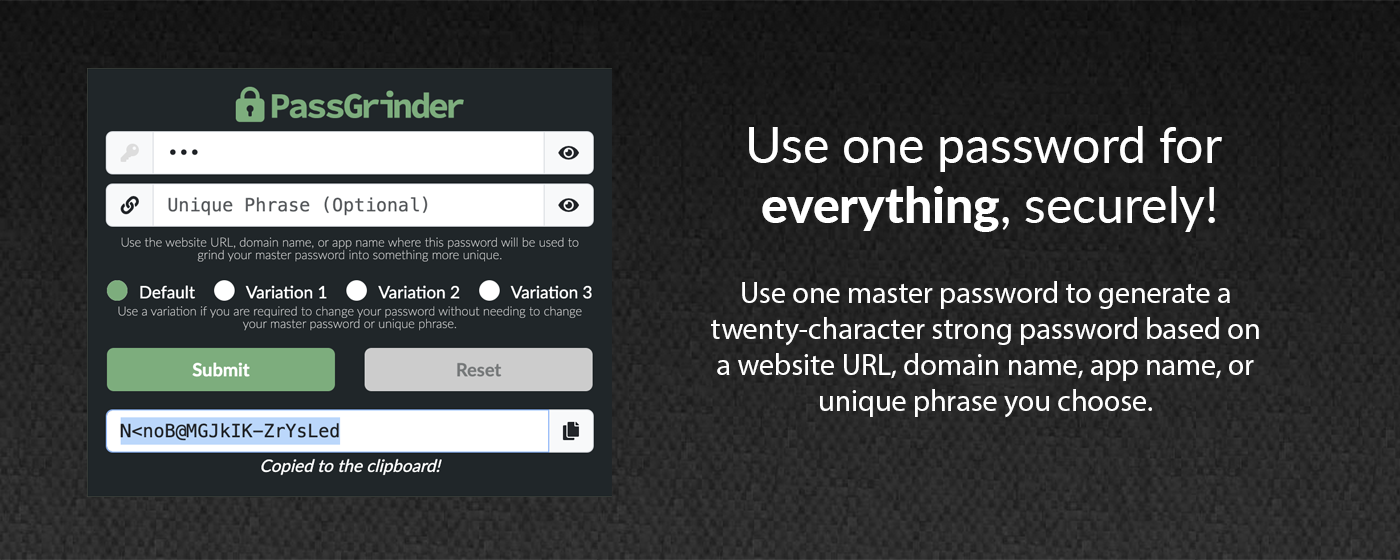 PassGrinder
•••
Unique Phrase (Optional)
Use the website URL, domain name, or app name where this password will be used to
grind your master password into something more unique.
Default Variation 1 Variation 2 Variation 3
Use a variation if you are required to change your password without needing to change
your master password or unique phrase.
Submit Reset
N<noB@MGJkIK-ZrYsLed
Copied to the clipboard!
Use one password for
everything, securely!
Use one master password to generate a
twenty-character strong password based on
a website URL, domain name, app name, or
unique phrase you choose.